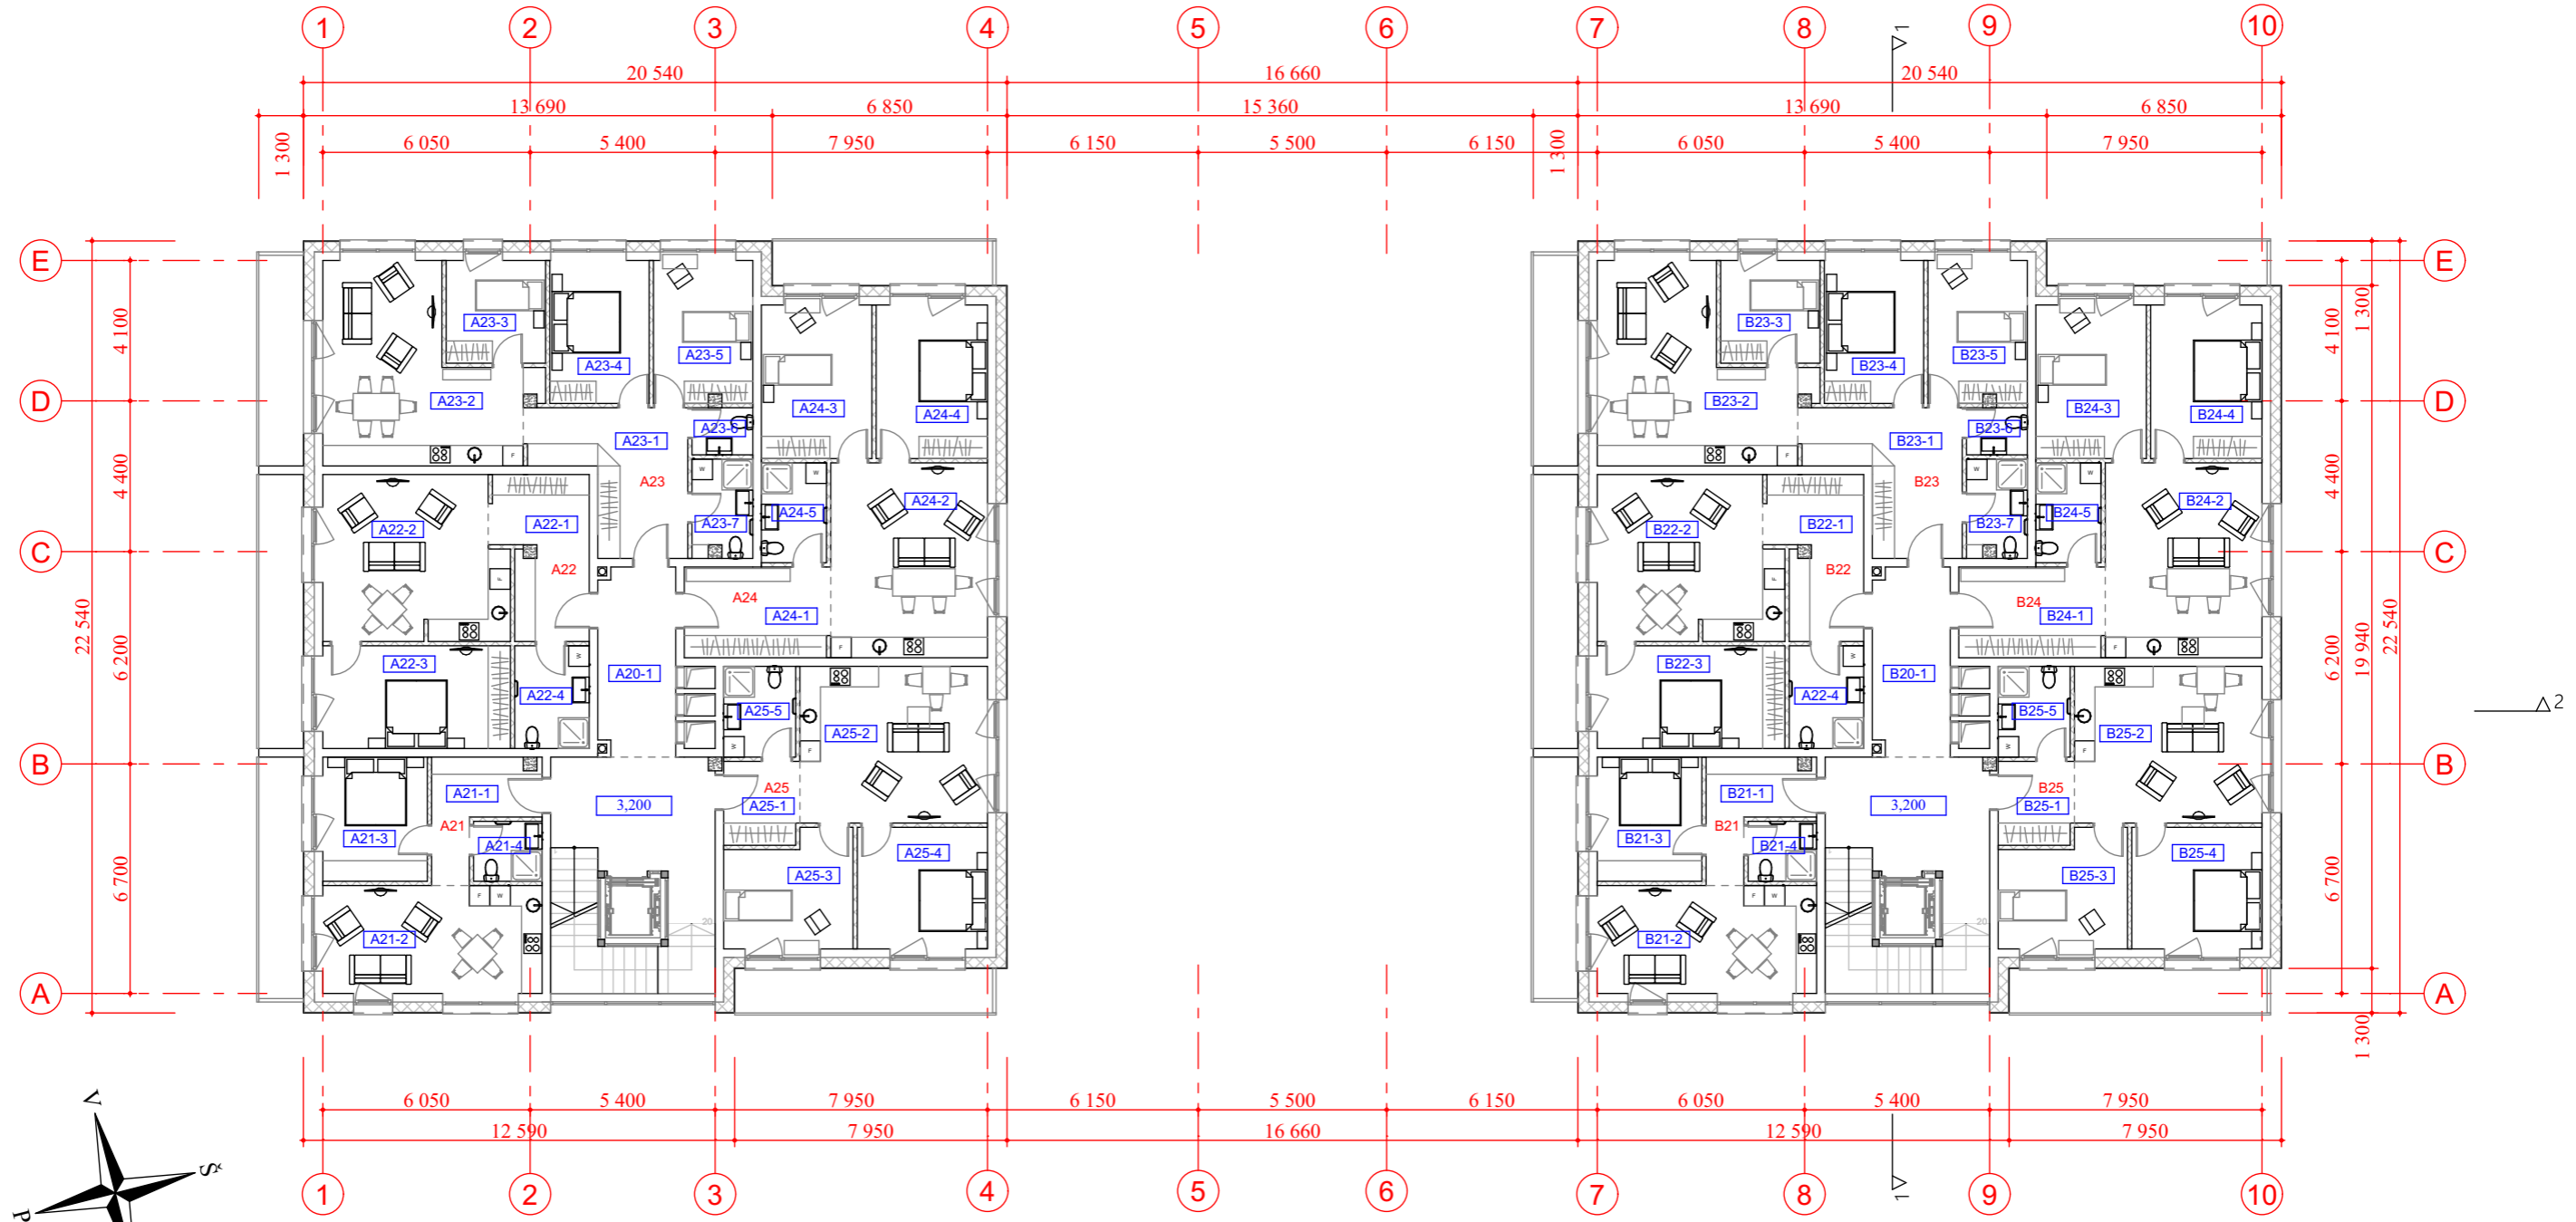 1 2 3 4 5 6 7 8 9 10
▽1
20 540 16 660 20 540
13 690 6 850 15 360 13 690 6 850
1 300 6 050 5 400 7 950 6 150 5 500 6 150 1 300 6 050 5 400 7 950
E E
D D
C C
B B
A A
22 540
4 100
4 400
6 200
6 700
A23-3
A23-4
A23-5
A23-2
A23-6
A23-1
A23
A23-7
A24-3
A24-4
A24-2
A24-5
A24
A24-1
A22-2
A22-1
A22
A22-3
A22-4
A20-1
A25-5
A25-2
A25
A25-1
A25-3
A25-4
3,200
A21-1
A21-3
A21
A21-4
A21-2
F
W
20
B23-3
B23-4
B23-5
B23-2
B23-6
B23-1
B23
B23-7
B24-3
B24-4
B24-2
B24-5
B24
B24-1
B22-2
B22-1
B22
B22-3
A22-4
B20-1
B25-5
B25-2
B25
B25-1
B25-3
B25-4
3,200
B21-1
B21-3
B21
B21-4
B21-2
F
W
20
4 100
4 400
6 200
6 700
1 300
19 940
1 300
22 540
△2
6 050 5 400 7 950 6 150 5 500 6 150 6 050 5 400 7 950
12 590 7 950 16 660 12 590 7 950
1▽
1 2 3 4 5 6 7 8 9 10
V
Š
P